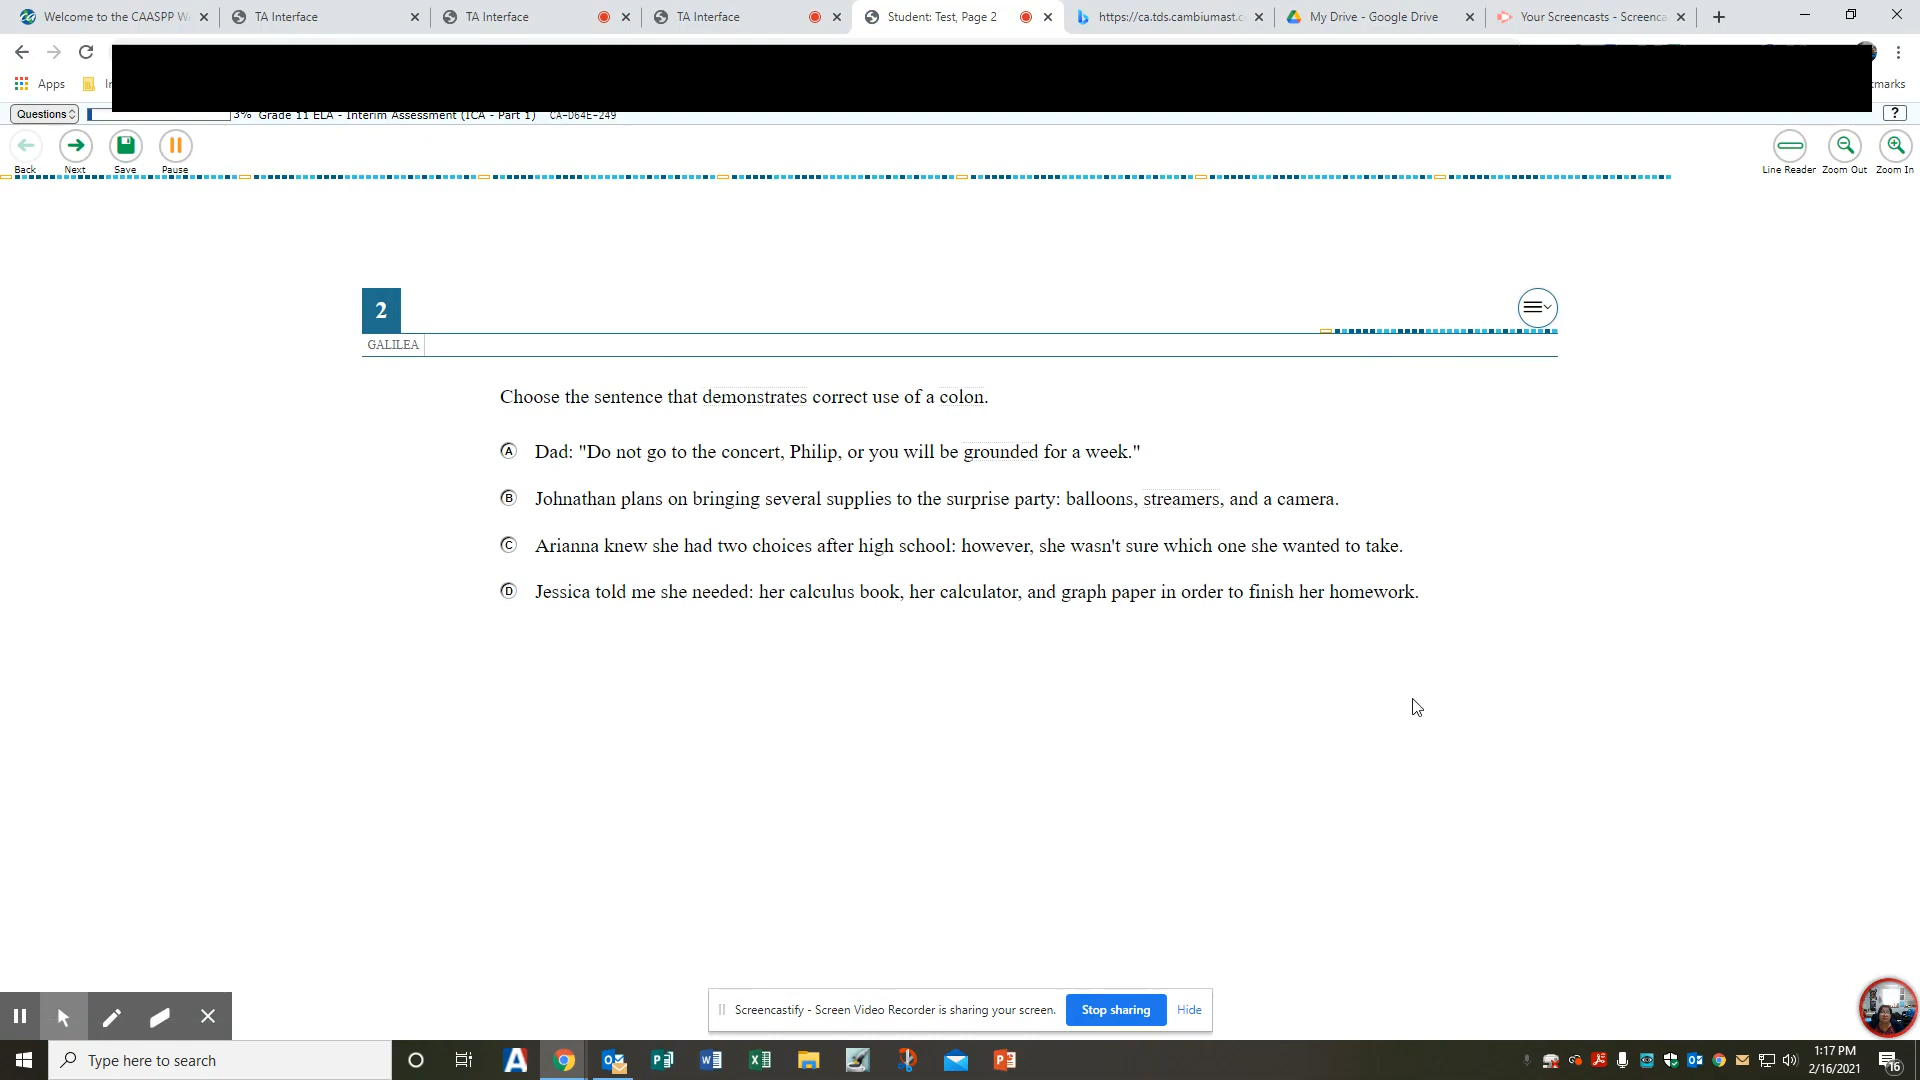 Welcome to the CAASPP W
TA Interface
TA Interface
TA Interface
Student: Test, Page 2
https://ca.tds.cambiumast.c
My Drive - Google Drive
Your Screencasts - Screenca
Apps
In
kmarks
Questions
3% Grade 11 ELA - Interim Assessment (ICA - Part 1) CA-D64E-249
?
Back Next Save Pause
Line Reader Zoom Out Zoom In
2
GALILEA
Choose the sentence that demonstrates correct use of a colon.
A Dad: "Do not go to the concert, Philip, or you will be grounded for a week."
B Johnathan plans on bringing several supplies to the surprise party: balloons, streamers, and a camera.
C Arianna knew she had two choices after high school: however, she wasn't sure which one she wanted to take.
D Jessica told me she needed: her calculus book, her calculator, and graph paper in order to finish her homework.
Screencastify - Screen Video Recorder is sharing your screen. Stop sharing Hide
Type here to search
1:17 PM
2/16/2021
16